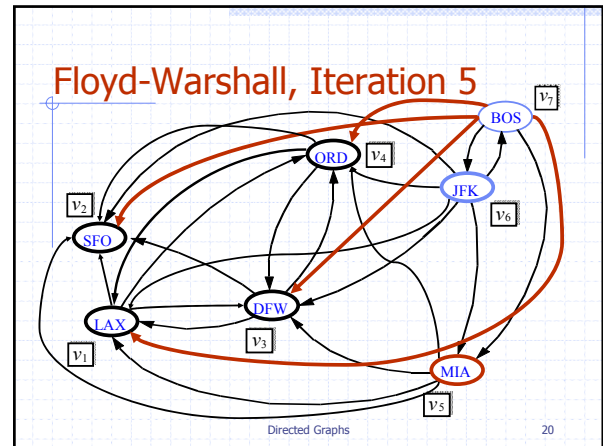 Floyd-Warshall, Iteration 5
v7
BOS
ORD
v4
JFK
v2
v6
SFO
DFW
LAX
v3
v1
MIA
v5
Directed Graphs
20